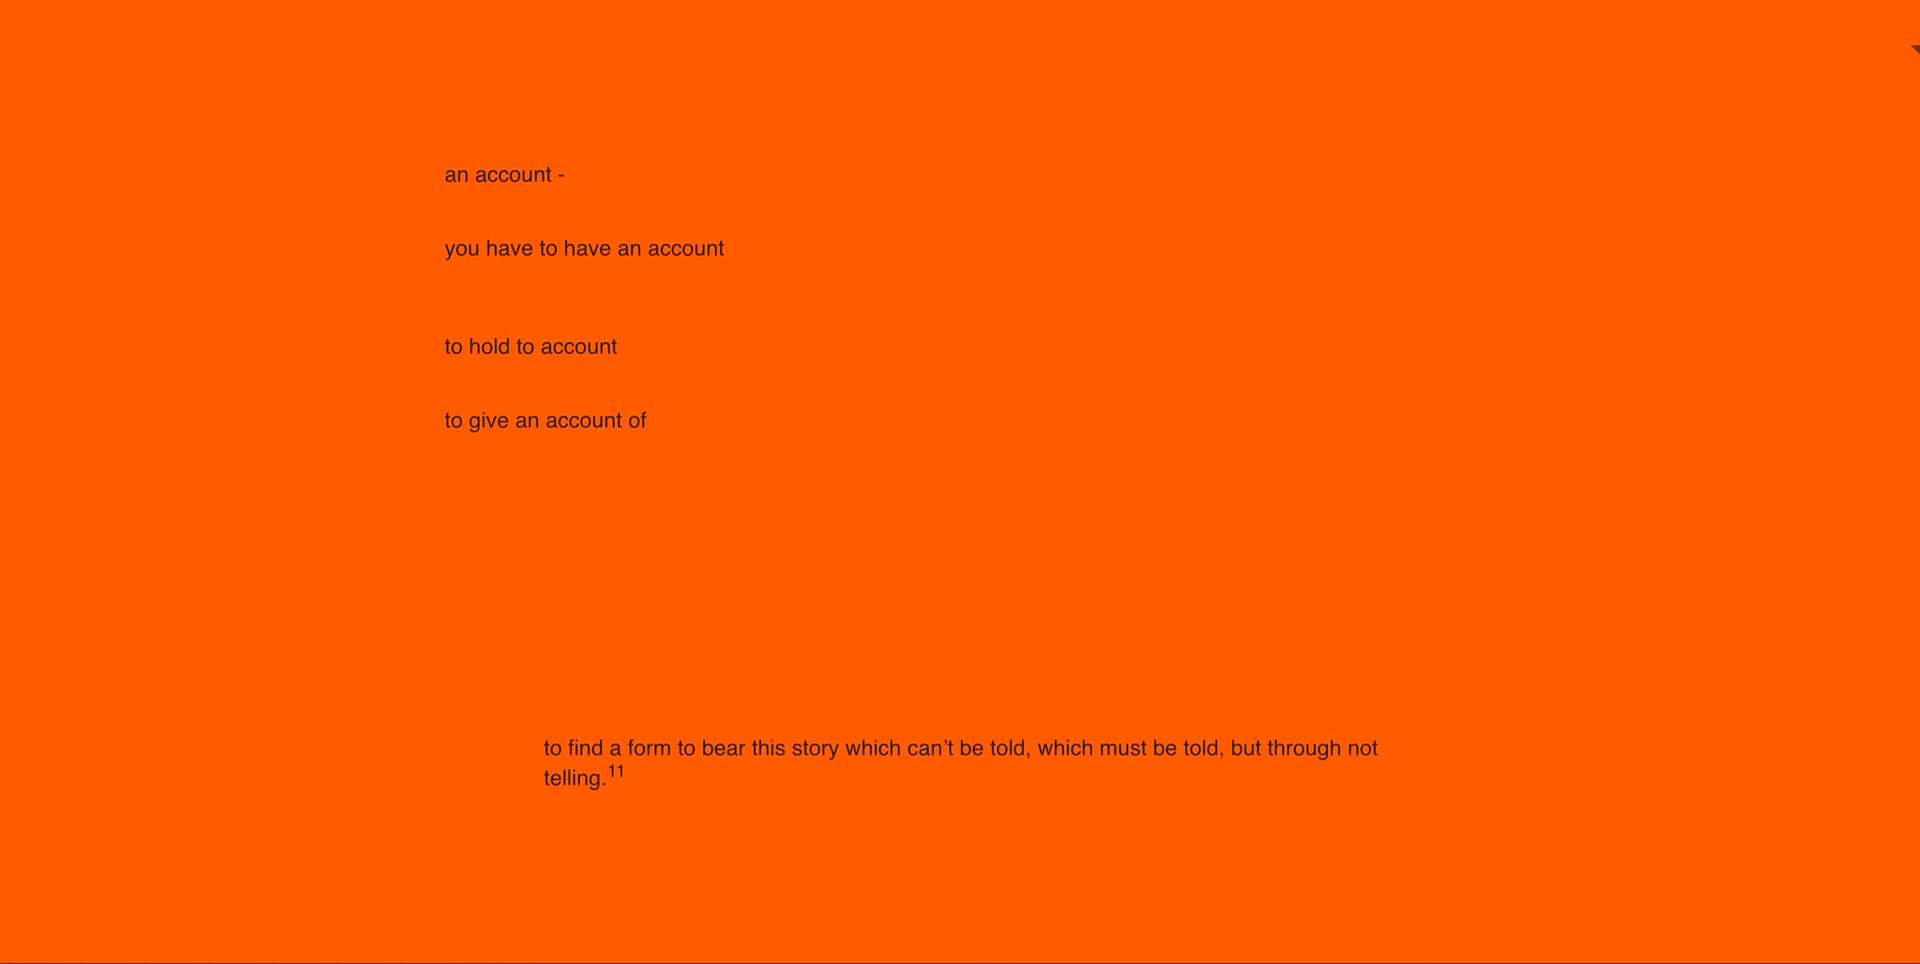 an account -
you have to have an account
to hold to account
to give an account of
to find a form to bear this story which can’t be told, which must be told, but through not
telling.11